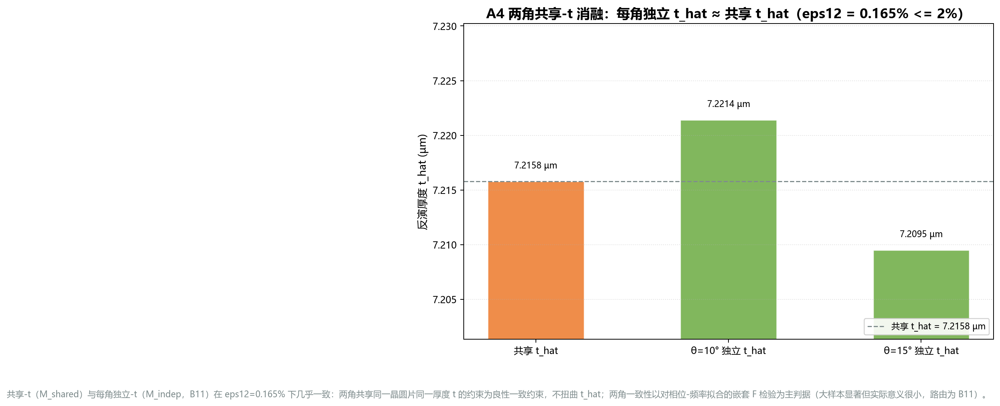 A4 两角共享-t 消融：每角独立 t_hat ≈ 共享 t_hat（eps12 = 0.165% <= 2%）
反演厚度 t_hat (μm)
7.230
7.225
7.220
7.215
7.210
7.205
7.2158 μm
7.2214 μm
7.2095 μm
共享 t_hat = 7.2158 μm
共享 t_hat
θ=10° 独立 t_hat
θ=15° 独立 t_hat
共享-t（M_shared）与每角独立-t（M_indep，B11）在 eps12=0.165% 下几乎一致：两角共享同一晶圆片同一厚度 t 的约束为良性一致约束，不扭曲 t_hat；两角一致性以对相位-频率拟合的嵌套 F 检验为主判据（大样本显著但实际意义很小，路由为 B11）。